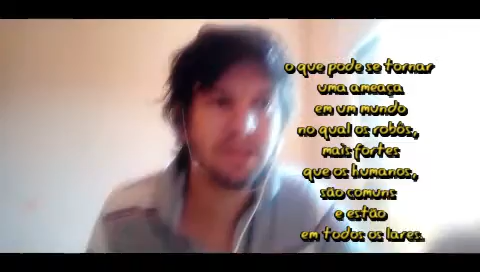 o que pode se tornar
uma ameaça
em um mundo
no qual os robôs,
mais fortes
que os humanos,
são comuns
e estão
em todos os lares.